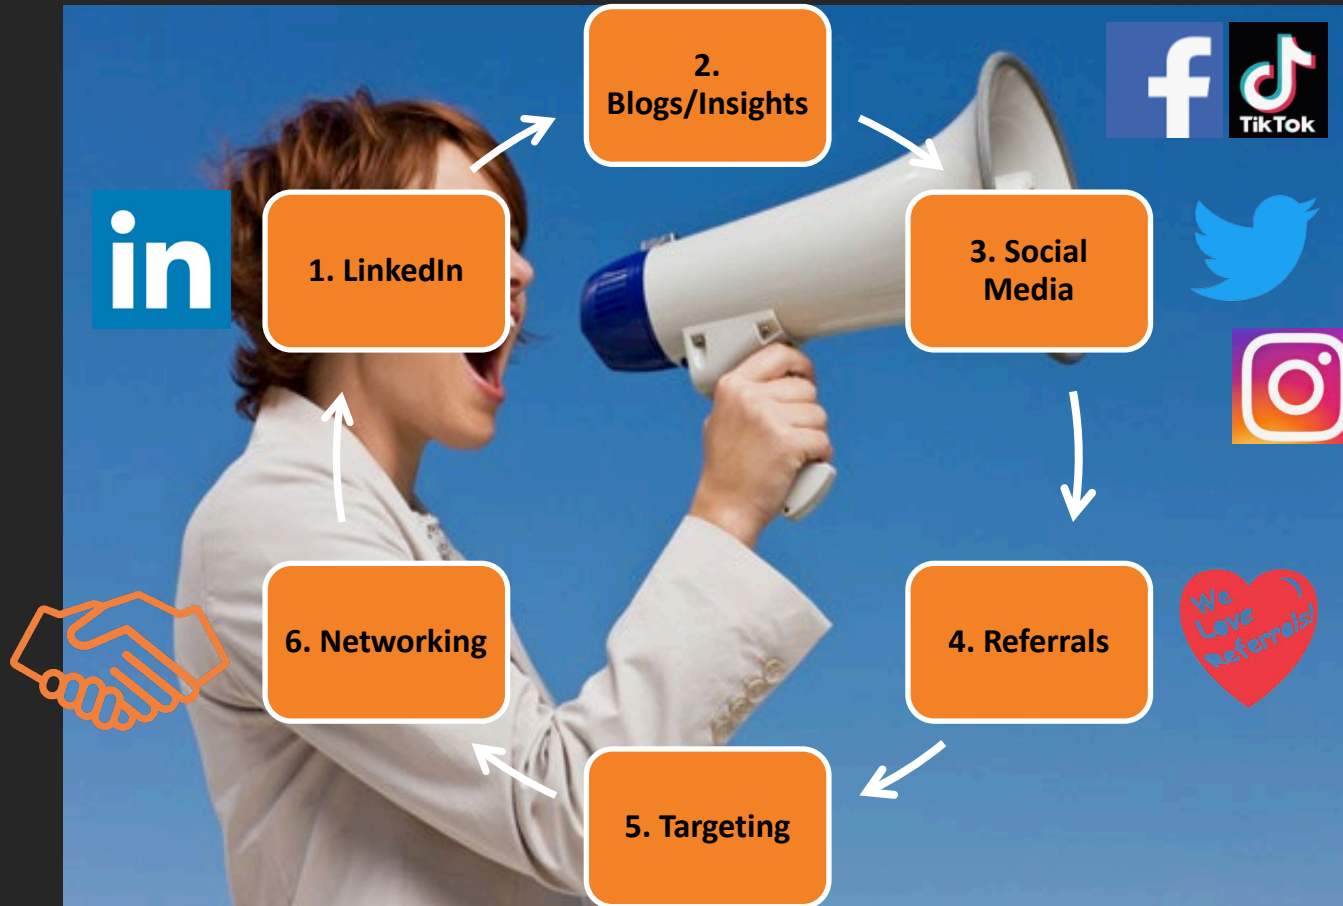 2.
Blogs/Insights
TikTok
in
1. LinkedIn
3. Social
Media
We
Love
Referrals!
6. Networking
4. Referrals
5. Targeting